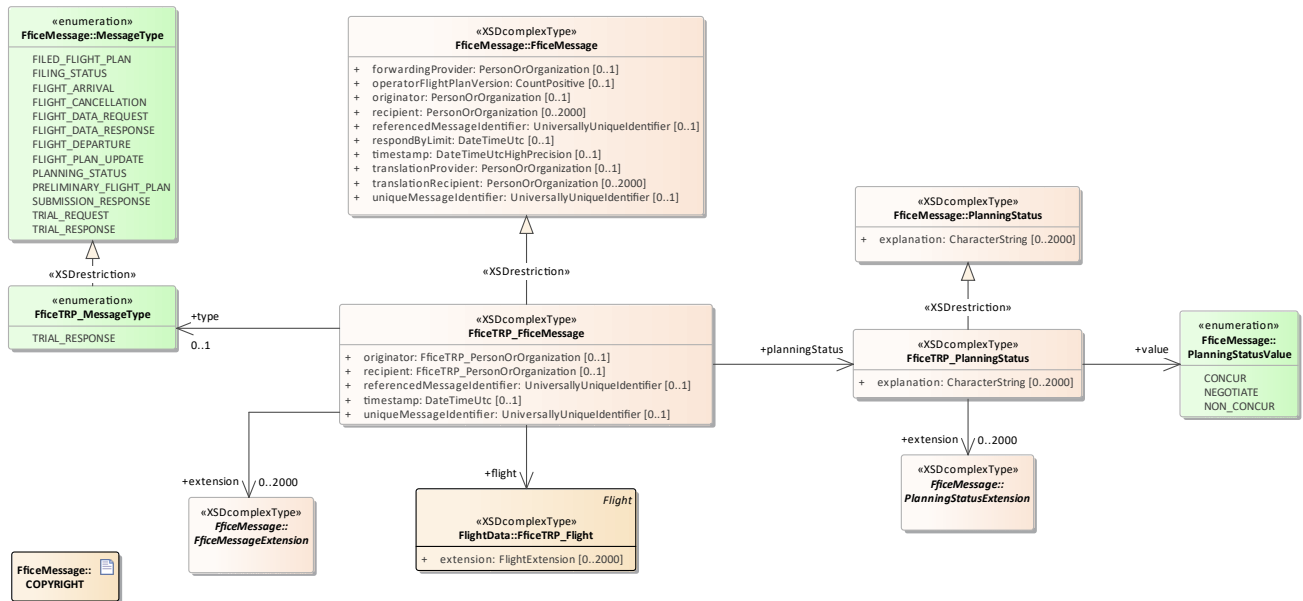 «enumeration»
FficeMessage::MessageType
FILED_FLIGHT_PLAN
FILING_STATUS
FLIGHT_ARRIVAL
FLIGHT_CANCELLATION
FLIGHT_DATA_REQUEST
FLIGHT_DATA_RESPONSE
FLIGHT_DEPARTURE
FLIGHT_PLAN_UPDATE
PLANNING_STATUS
PRELIMINARY_FLIGHT_PLAN
SUBMISSION_RESPONSE
TRIAL_REQUEST
TRIAL_RESPONSE
«XSDcomplexType»
FficeMessage::FficeMessage
+ forwardingProvider: PersonOrOrganization [0..1]
+ operatorFlightPlanVersion: CountPositive [0..1]
+ originator: PersonOrOrganization [0..1]
+ recipient: PersonOrOrganization [0..2000]
+ referencedMessageIdentifier: UniversallyUniqueIdentifier [0..1]
+ respondByLimit: DateTimeUtc [0..1]
+ timestamp: DateTimeUtcHighPrecision [0..1]
+ translationProvider: PersonOrOrganization [0..1]
+ translationRecipient: PersonOrOrganization [0..2000]
+ uniqueMessageIdentifier: UniversallyUniqueIdentifier [0..1]
«XSDcomplexType»
FficeMessage::PlanningStatus
+ explanation: CharacterString [0..2000]
«XSDrestriction»
«XSDrestriction»
«XSDrestriction»
«enumeration»
FficeTRP_MessageType
TRIAL_RESPONSE
+type
0..1
«XSDcomplexType»
FficeTRP_FficeMessage
+ originator: FficeTRP_PersonOrOrganization [0..1]
+ recipient: FficeTRP_PersonOrOrganization [0..1]
+ referencedMessageIdentifier: UniversallyUniqueIdentifier [0..1]
+ timestamp: DateTimeUtc [0..1]
+ uniqueMessageIdentifier: UniversallyUniqueIdentifier [0..1]
+planningStatus
«XSDcomplexType»
FficeTRP_PlanningStatus
+ explanation: CharacterString [0..2000]
+value
«enumeration»
FficeMessage::
PlanningStatusValue
CONCUR
NEGOTIATE
NON_CONCUR
+extension
0..2000
«XSDcomplexType»
FficeMessage::
FficeMessageExtension
+flight
Flight
«XSDcomplexType»
FlightData::FficeTRP_Flight
+ extension: FlightExtension [0..2000]
+extension
0..2000
«XSDcomplexType»
FficeMessage::
PlanningStatusExtension
FficeMessage::
COPYRIGHT